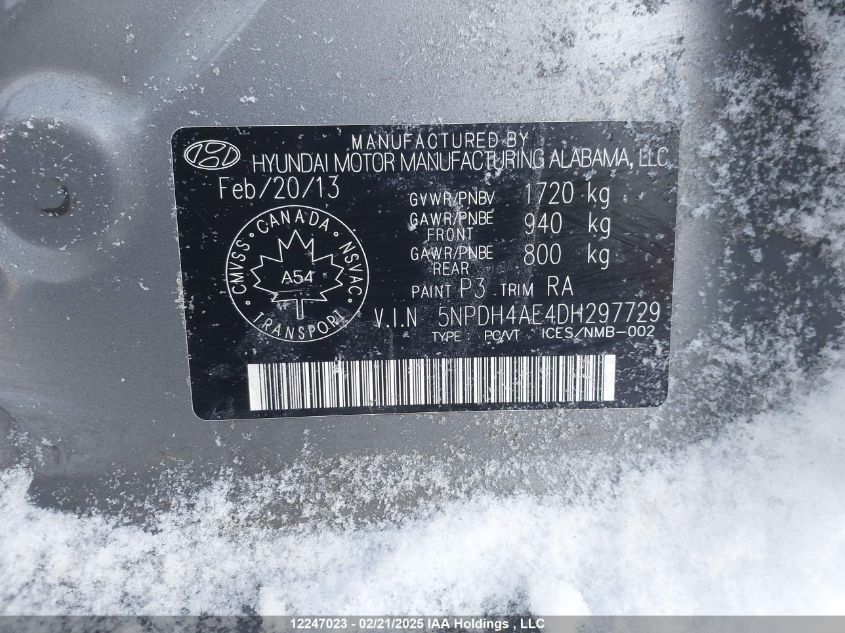 MANUFACTURED BY
HYUNDAI MOTOR MANUFACTURING ALABAMA, LLC
Feb/20/13
GVWR/PNBV 1720 kg
GAWR/PNBE FRONT 940 kg
GAWR/PNBE REAR 800 kg
PAINT P3 TRIM RA
CMVSS · CANADA · NSVAC
A54
TRANSPORT
V.I.N 5NPDH4AE4DH297729
TYPE PC/VT ICES/NMB-002
12247023 - 02/21/2025 IAA Holdings , LLC